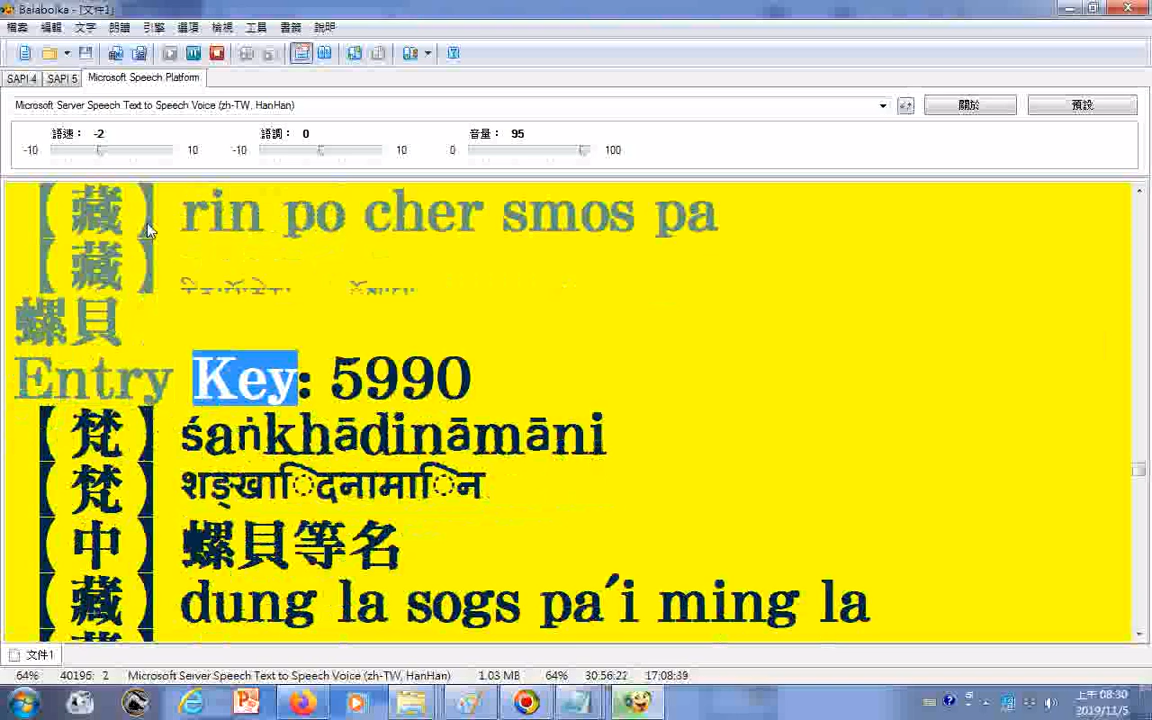 Balabolka - [文件1]
檔案 編輯 文字 朗讀 引擎 選項 檢視 工具 書籤 說明
SAPI 4 SAPI 5 Microsoft Speech Platform
Microsoft Server Speech Text to Speech Voice (zh-TW, HanHan) 關於 預設
語速： -2 語調： 0 音量： 95
-10 10 -10 10 0 100
【藏】rin po cher smos pa
【藏】
螺貝
Entry Key: 5990
【梵】śaṅkhādināmāni
【梵】शङ्खािदनामािन
【中】螺貝等名
【藏】dung la sogs pa'i ming la
文件1
64% 40196: 2 Microsoft Server Speech Text to Speech Voice (zh-TW, HanHan) 1.03 MB 64% 30:56:22 17:08:39
上午 08:30
2019/11/5